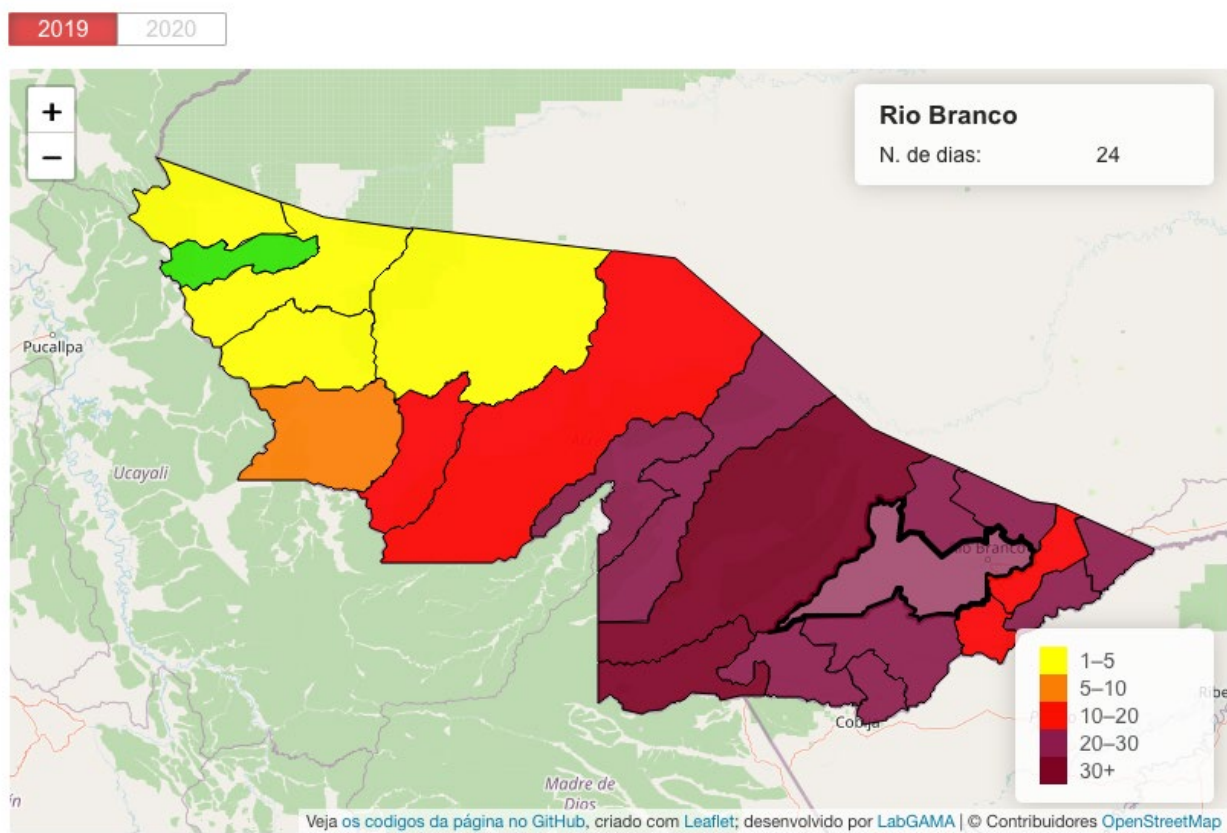 2019 2020
+
−
Rio Branco
N. de dias: 24
Pucallpa
Ucayali
Rio Branco
Cobija
Madre de
Dios
1–5
5–10
10–20
20–30
30+
Veja os codigos da página no GitHub, criado com Leaflet; desenvolvido por LabGAMA | © Contribuidores OpenStreetMap